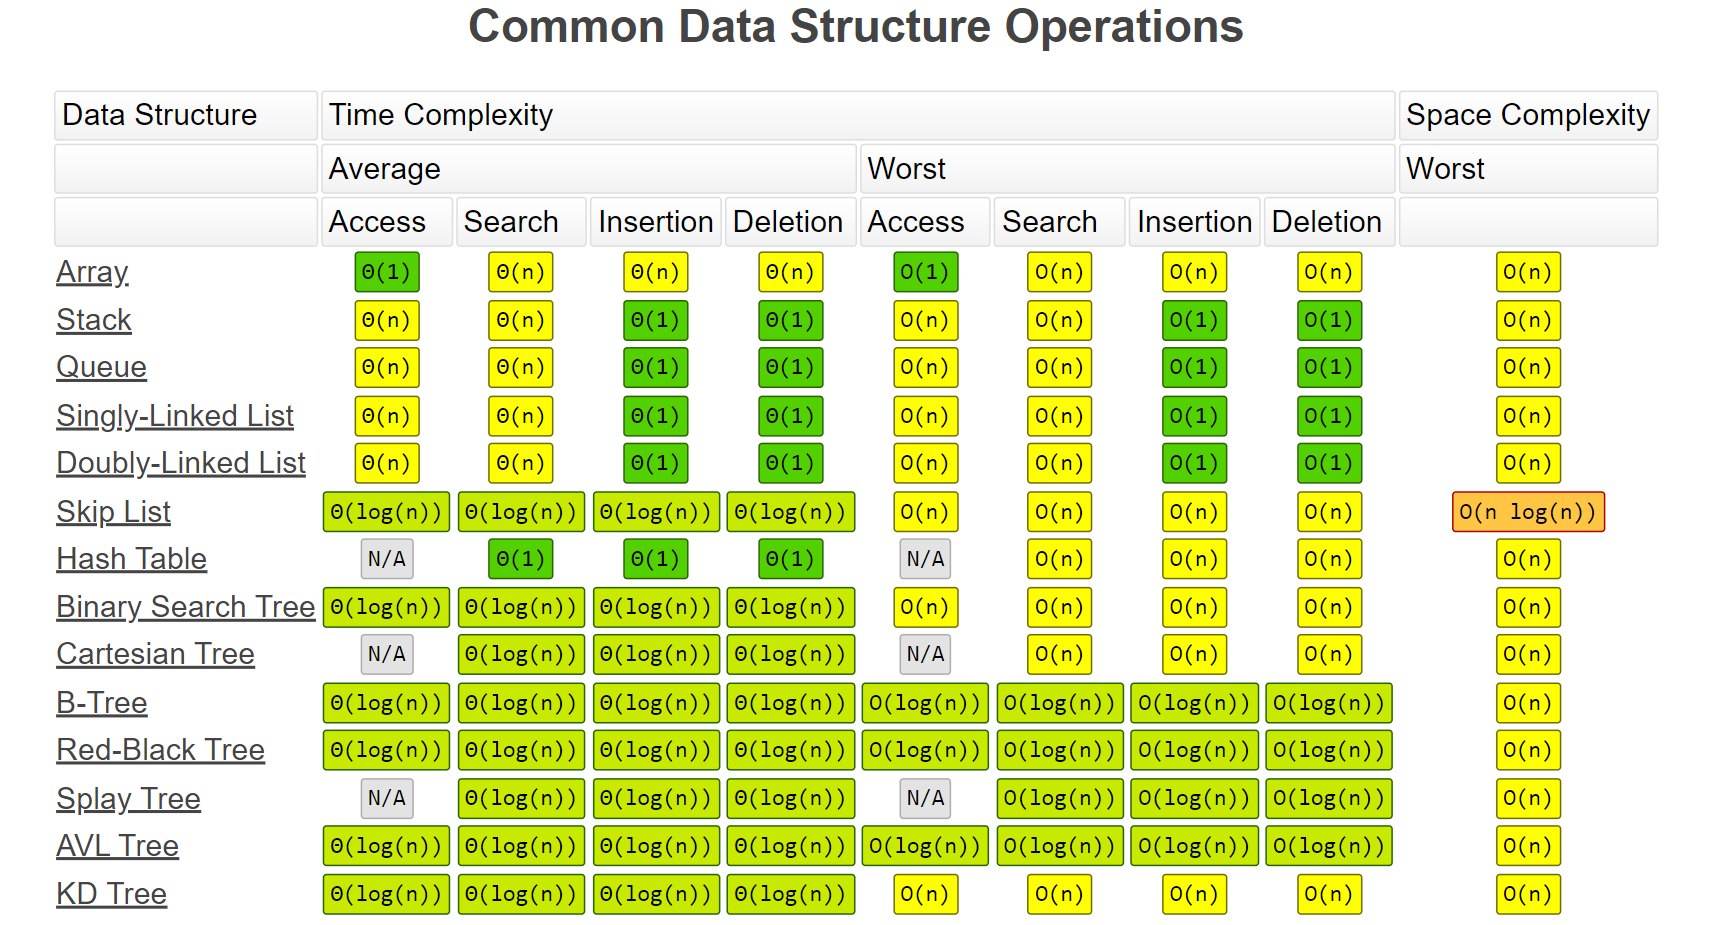 Common Data Structure Operations
Data Structure Time Complexity Space Complexity
Average Worst Worst
Access Search Insertion Deletion Access Search Insertion Deletion
Array Θ(1) Θ(n) Θ(n) Θ(n) O(1) O(n) O(n) O(n) O(n)
Stack Θ(n) Θ(n) Θ(1) Θ(1) O(n) O(n) O(1) O(1) O(n)
Queue Θ(n) Θ(n) Θ(1) Θ(1) O(n) O(n) O(1) O(1) O(n)
Singly-Linked List Θ(n) Θ(n) Θ(1) Θ(1) O(n) O(n) O(1) O(1) O(n)
Doubly-Linked List Θ(n) Θ(n) Θ(1) Θ(1) O(n) O(n) O(1) O(1) O(n)
Skip List Θ(log(n)) Θ(log(n)) Θ(log(n)) Θ(log(n)) O(n) O(n) O(n) O(n) O(n log(n))
Hash Table N/A Θ(1) Θ(1) Θ(1) N/A O(n) O(n) O(n) O(n)
Binary Search Tree Θ(log(n)) Θ(log(n)) Θ(log(n)) Θ(log(n)) O(n) O(n) O(n) O(n) O(n)
Cartesian Tree N/A Θ(log(n)) Θ(log(n)) Θ(log(n)) N/A O(n) O(n) O(n) O(n)
B-Tree Θ(log(n)) Θ(log(n)) Θ(log(n)) Θ(log(n)) O(log(n)) O(log(n)) O(log(n)) O(log(n)) O(n)
Red-Black Tree Θ(log(n)) Θ(log(n)) Θ(log(n)) Θ(log(n)) O(log(n)) O(log(n)) O(log(n)) O(log(n)) O(n)
Splay Tree N/A Θ(log(n)) Θ(log(n)) Θ(log(n)) N/A O(log(n)) O(log(n)) O(log(n)) O(n)
AVL Tree Θ(log(n)) Θ(log(n)) Θ(log(n)) Θ(log(n)) O(log(n)) O(log(n)) O(log(n)) O(log(n)) O(n)
KD Tree Θ(log(n)) Θ(log(n)) Θ(log(n)) Θ(log(n)) O(n) O(n) O(n) O(n) O(n)